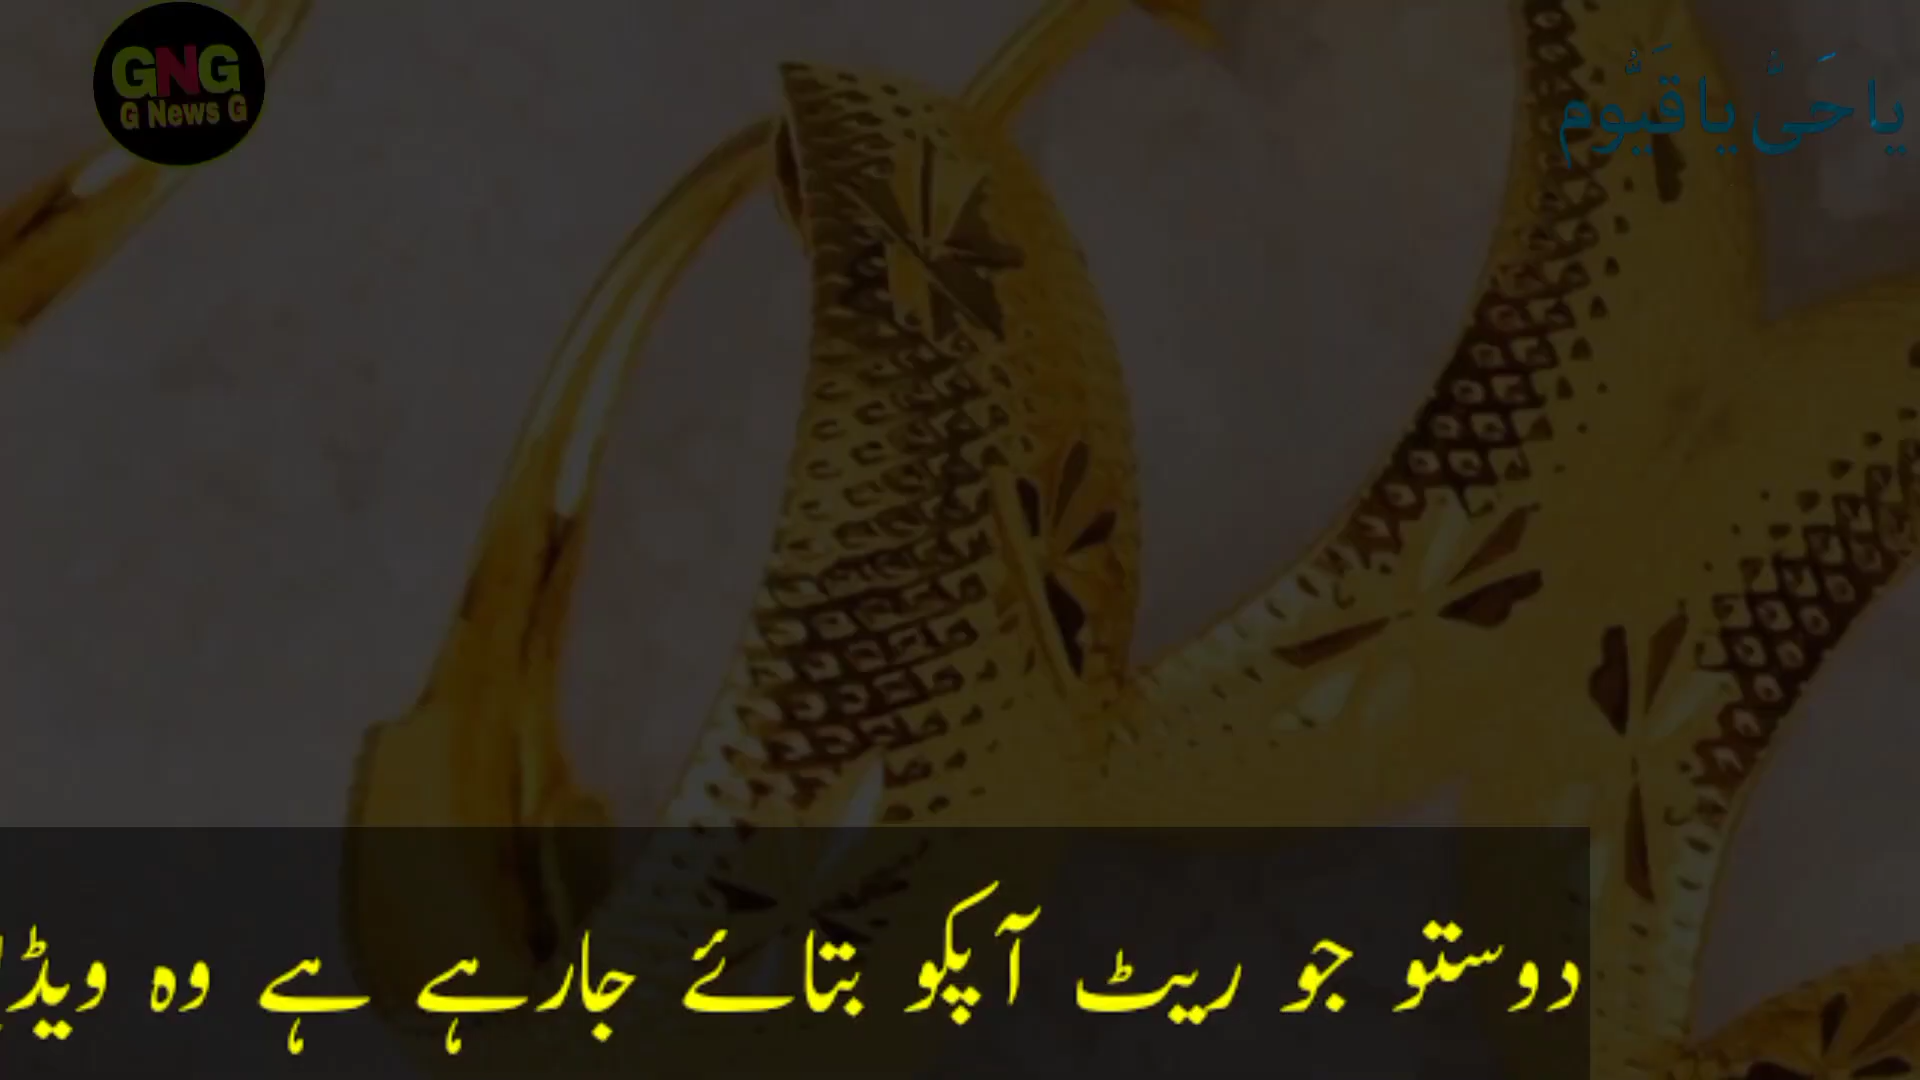 GNG
G News G
یا حَیُّ یا قَیُّوم
دوستو جو ریٹ آپکو بتائے جارہے ہے وہ